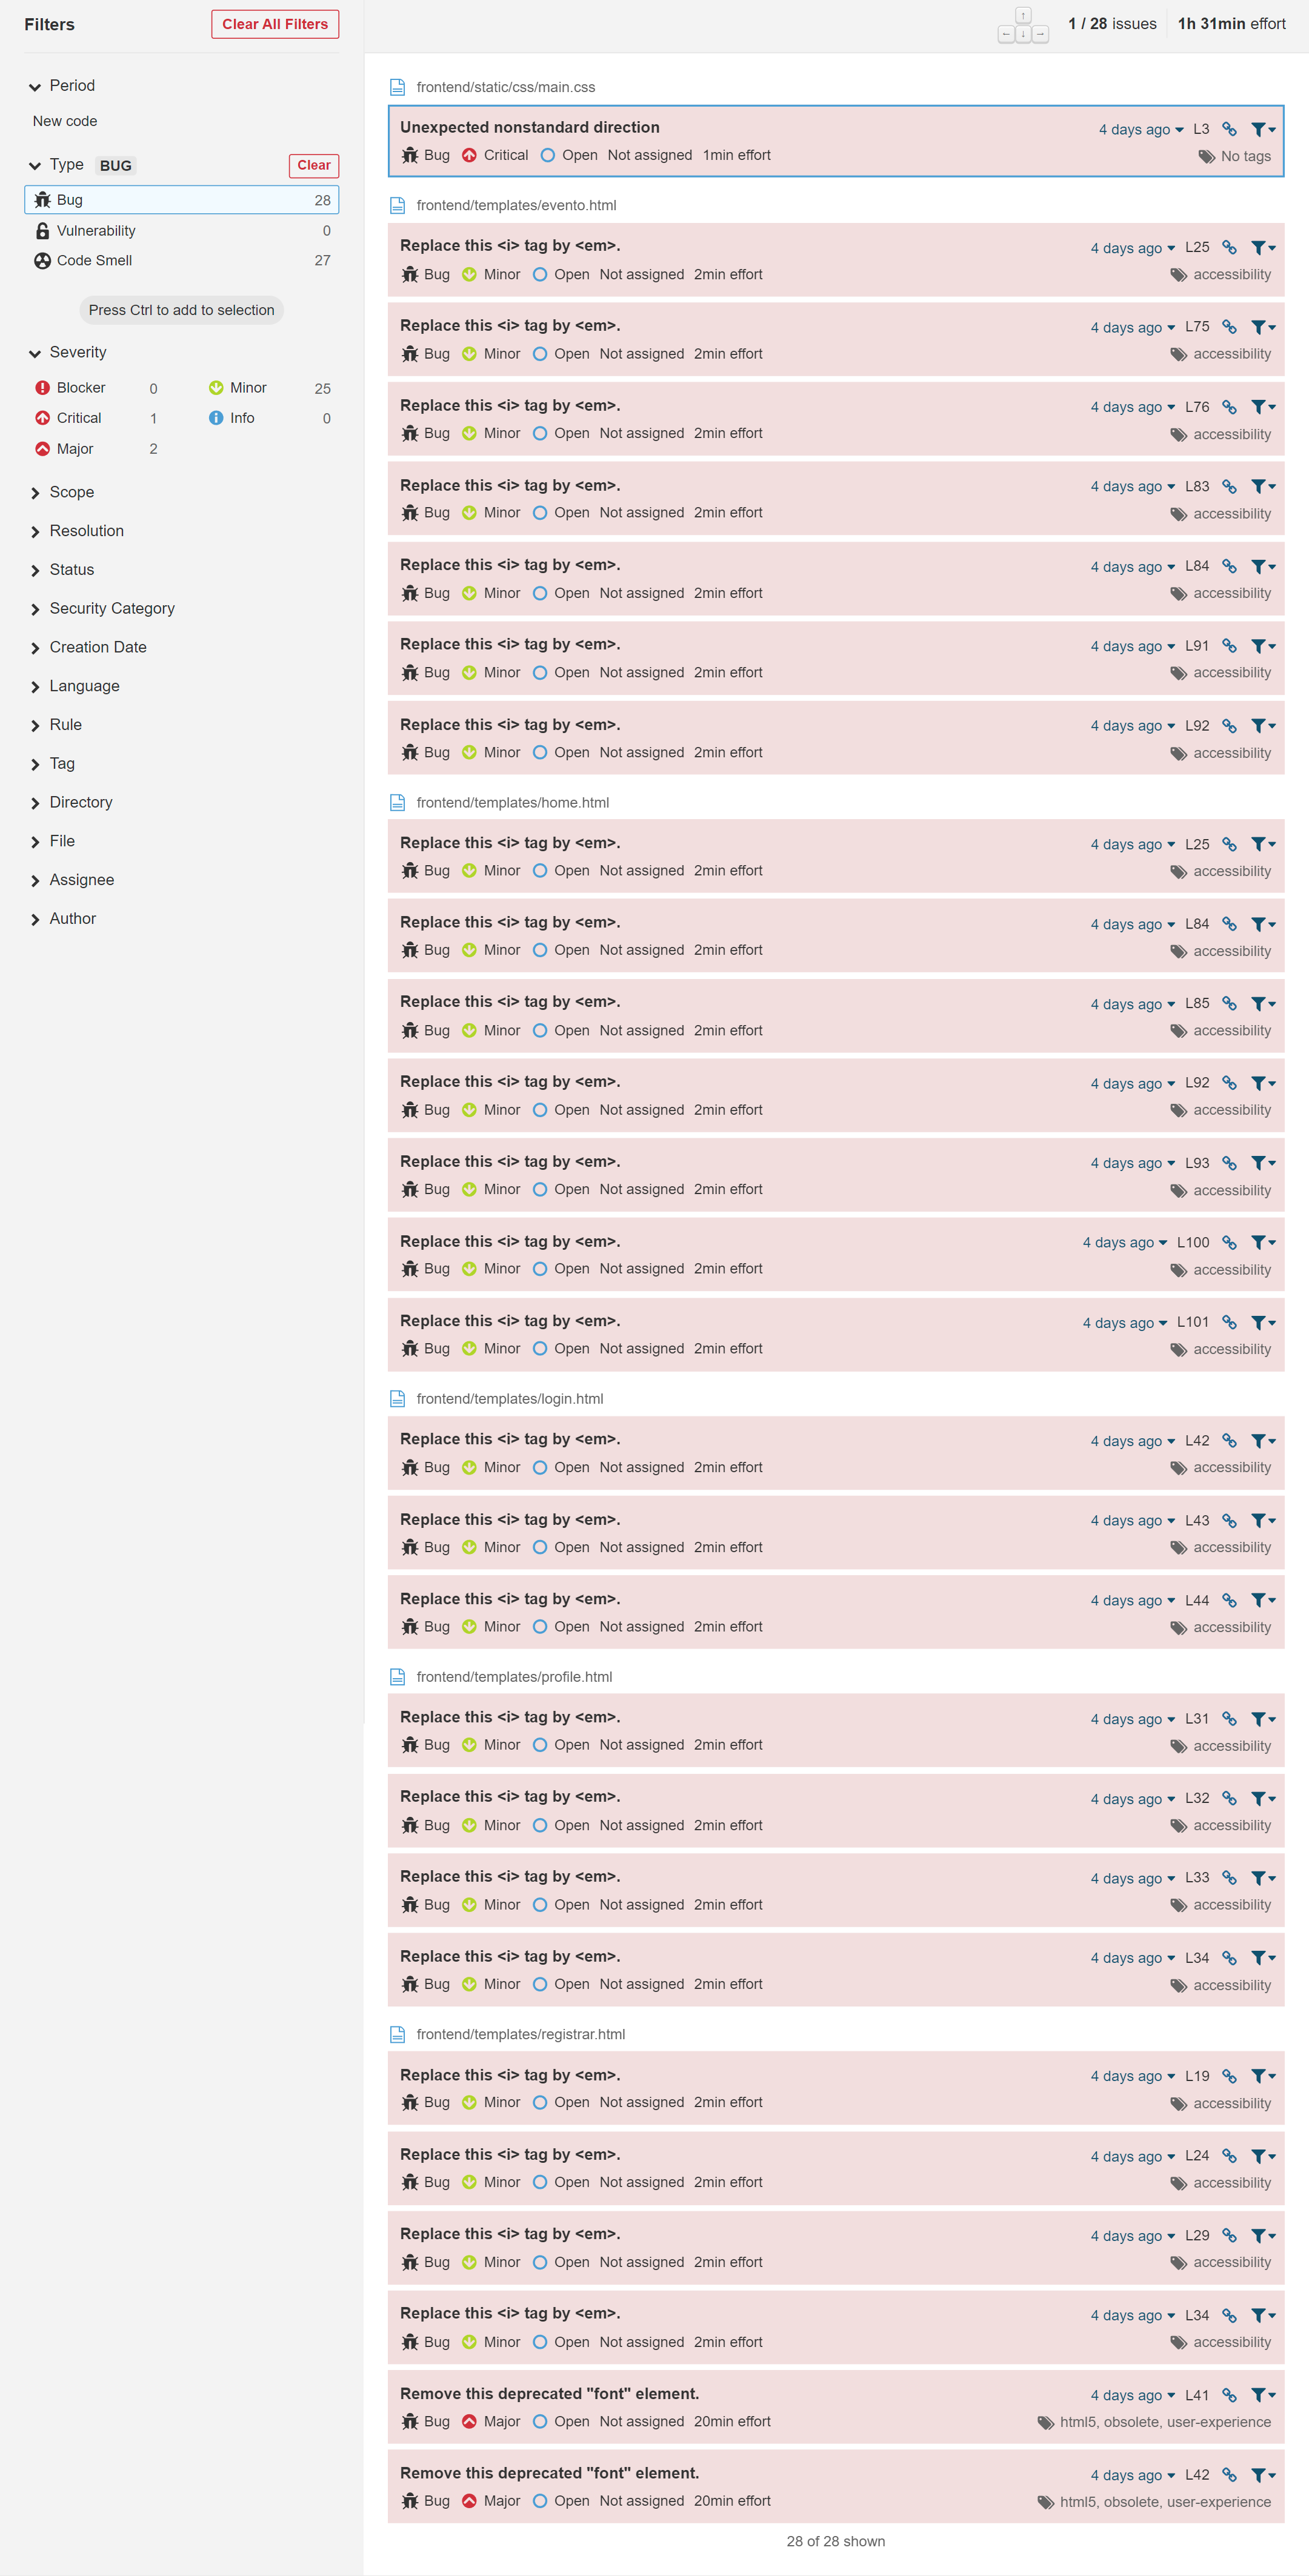 Filters
Clear All Filters
Period
New code
Type BUG Clear
Bug 28
Vulnerability 0
Code Smell 27
Press Ctrl to add to selection
Severity
Blocker 0 Minor 25
Critical 1 Info 0
Major 2
Scope
Resolution
Status
Security Category
Creation Date
Language
Rule
Tag
Directory
File
Assignee
Author
1 / 28 issues 1h 31min effort
frontend/static/css/main.css
Unexpected nonstandard direction 4 days ago L3
Bug Critical Open Not assigned 1min effort No tags
frontend/templates/evento.html
Replace this <i> tag by <em>. 4 days ago L25
Bug Minor Open Not assigned 2min effort accessibility
Replace this <i> tag by <em>. 4 days ago L75
Bug Minor Open Not assigned 2min effort accessibility
Replace this <i> tag by <em>. 4 days ago L76
Bug Minor Open Not assigned 2min effort accessibility
Replace this <i> tag by <em>. 4 days ago L83
Bug Minor Open Not assigned 2min effort accessibility
Replace this <i> tag by <em>. 4 days ago L84
Bug Minor Open Not assigned 2min effort accessibility
Replace this <i> tag by <em>. 4 days ago L91
Bug Minor Open Not assigned 2min effort accessibility
Replace this <i> tag by <em>. 4 days ago L92
Bug Minor Open Not assigned 2min effort accessibility
frontend/templates/home.html
Replace this <i> tag by <em>. 4 days ago L25
Bug Minor Open Not assigned 2min effort accessibility
Replace this <i> tag by <em>. 4 days ago L84
Bug Minor Open Not assigned 2min effort accessibility
Replace this <i> tag by <em>. 4 days ago L85
Bug Minor Open Not assigned 2min effort accessibility
Replace this <i> tag by <em>. 4 days ago L92
Bug Minor Open Not assigned 2min effort accessibility
Replace this <i> tag by <em>. 4 days ago L93
Bug Minor Open Not assigned 2min effort accessibility
Replace this <i> tag by <em>. 4 days ago L100
Bug Minor Open Not assigned 2min effort accessibility
Replace this <i> tag by <em>. 4 days ago L101
Bug Minor Open Not assigned 2min effort accessibility
frontend/templates/login.html
Replace this <i> tag by <em>. 4 days ago L42
Bug Minor Open Not assigned 2min effort accessibility
Replace this <i> tag by <em>. 4 days ago L43
Bug Minor Open Not assigned 2min effort accessibility
Replace this <i> tag by <em>. 4 days ago L44
Bug Minor Open Not assigned 2min effort accessibility
frontend/templates/profile.html
Replace this <i> tag by <em>. 4 days ago L31
Bug Minor Open Not assigned 2min effort accessibility
Replace this <i> tag by <em>. 4 days ago L32
Bug Minor Open Not assigned 2min effort accessibility
Replace this <i> tag by <em>. 4 days ago L33
Bug Minor Open Not assigned 2min effort accessibility
Replace this <i> tag by <em>. 4 days ago L34
Bug Minor Open Not assigned 2min effort accessibility
frontend/templates/registrar.html
Replace this <i> tag by <em>. 4 days ago L19
Bug Minor Open Not assigned 2min effort accessibility
Replace this <i> tag by <em>. 4 days ago L24
Bug Minor Open Not assigned 2min effort accessibility
Replace this <i> tag by <em>. 4 days ago L29
Bug Minor Open Not assigned 2min effort accessibility
Replace this <i> tag by <em>. 4 days ago L34
Bug Minor Open Not assigned 2min effort accessibility
Remove this deprecated "font" element. 4 days ago L41
Bug Major Open Not assigned 20min effort html5, obsolete, user-experience
Remove this deprecated "font" element. 4 days ago L42
Bug Major Open Not assigned 20min effort html5, obsolete, user-experience
28 of 28 shown